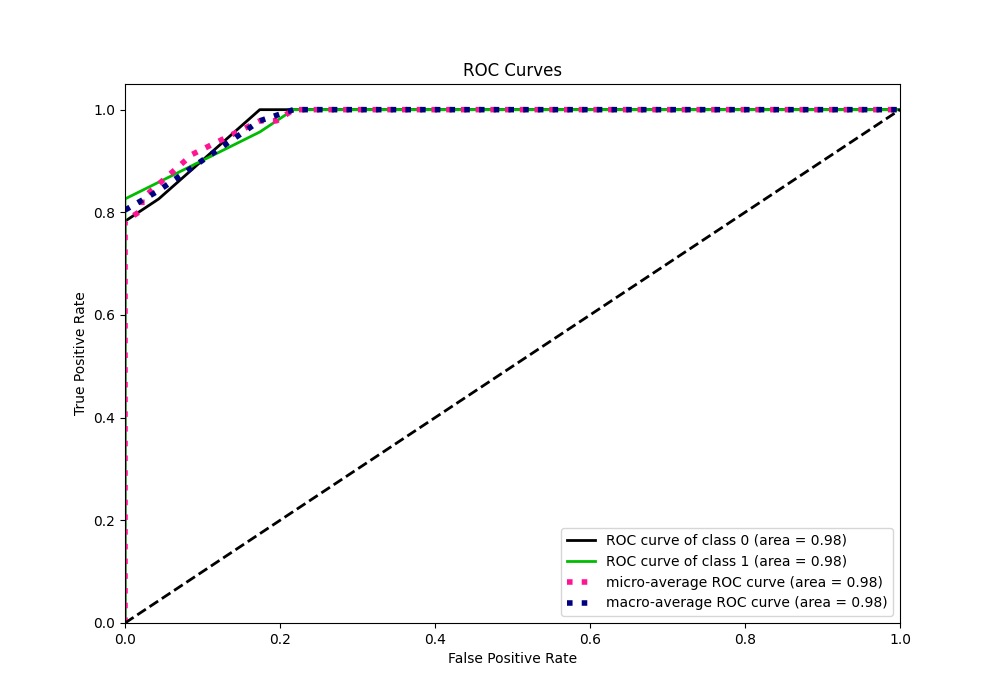 ROC Curves
True Positive Rate
1.0
0.8
0.6
0.4
0.2
0.0
0.0 0.2 0.4 0.6 0.8 1.0
False Positive Rate
ROC curve of class 0 (area = 0.98)
ROC curve of class 1 (area = 0.98)
micro-average ROC curve (area = 0.98)
macro-average ROC curve (area = 0.98)